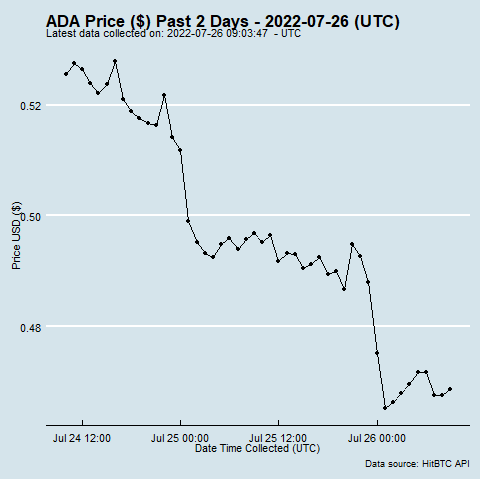 ADA Price ($) Past 2 Days - 2022-07-26 (UTC)
Latest data collected on: 2022-07-26 09:03:47 - UTC
0.52
0.50
0.48
Price USD ($)
Jul 24 12:00
Jul 25 00:00
Jul 25 12:00
Jul 26 00:00
Date Time Collected (UTC)
Data source: HitBTC API